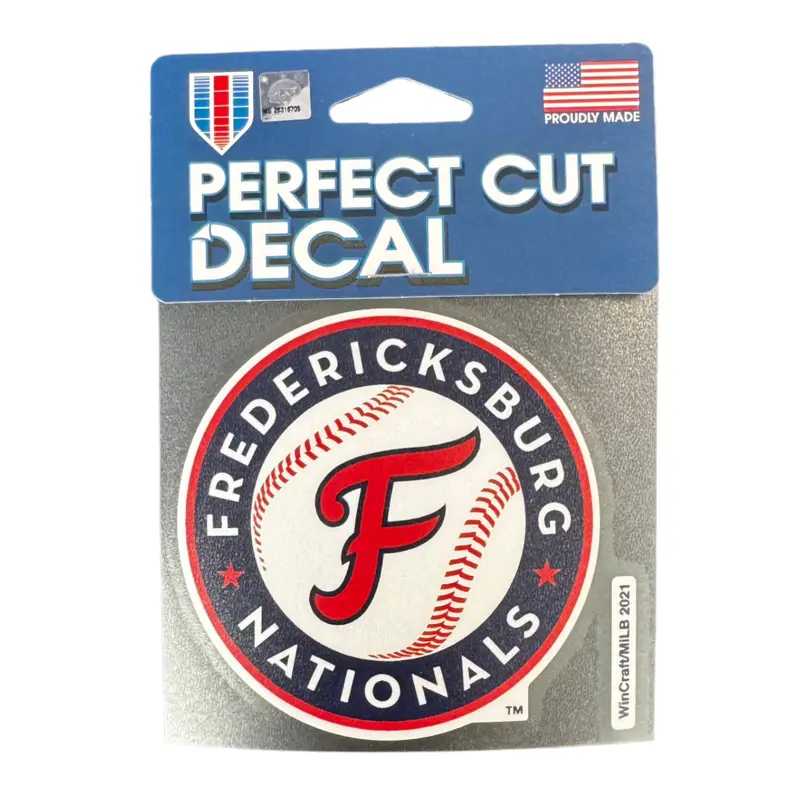 PROUDLY MADE
PERFECT CUT
DECAL
FREDERICKSBURG
F
NATIONALS
TM
WinCraft/MiLB 2021